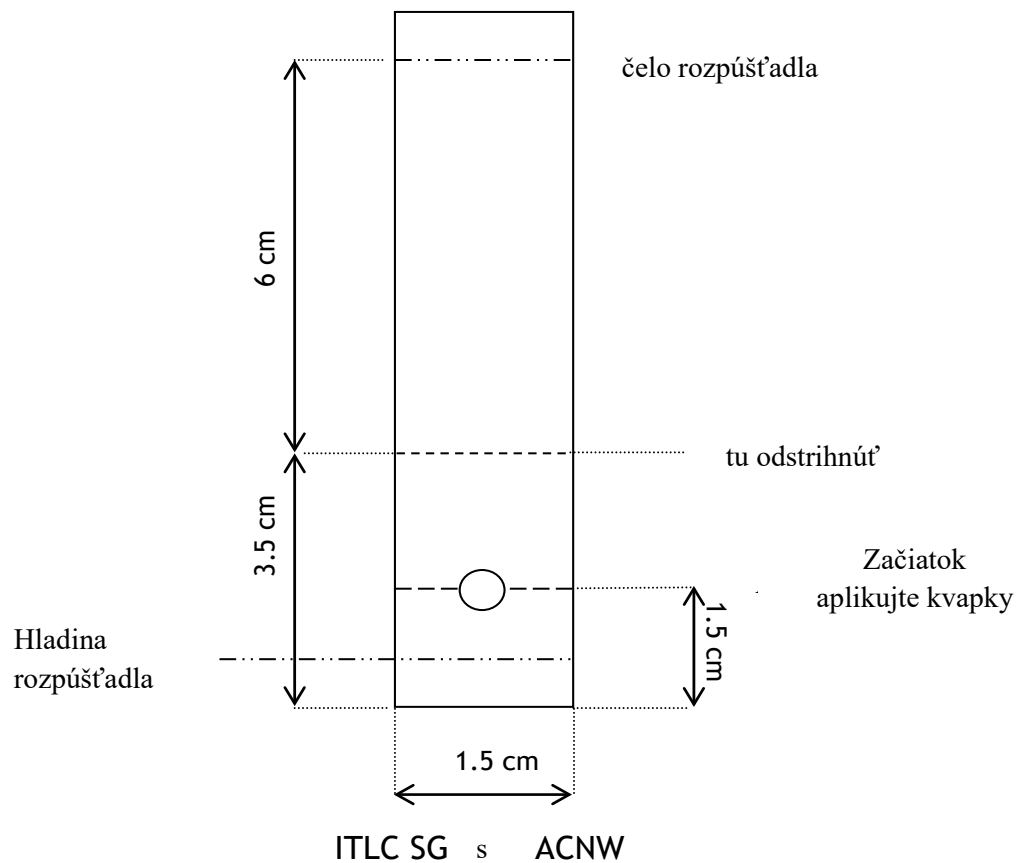 čelo rozpúšťadla
6 cm
tu odstrihnúť
3.5 cm
Začiatok
aplikujte kvapky
1.5 cm
Hladina
rozpúšťadla
1.5 cm
ITLC SG s ACNW